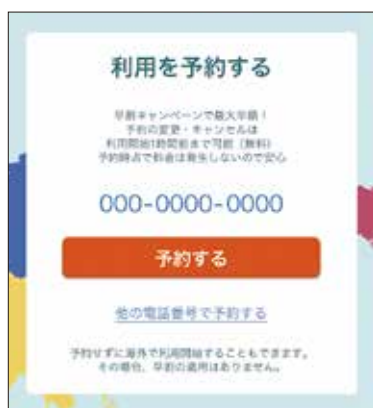 利用を予約する
早割キャンペーンで最大半額！
予約の変更・キャンセルは
利用開始1時間前まで可能（無料）
予約時点で料金は発生しないので安心
000-0000-0000
予約する
他の電話番号で予約する
予約せずに海外で利用開始することもできます。
その場合、早割の適用はありません。